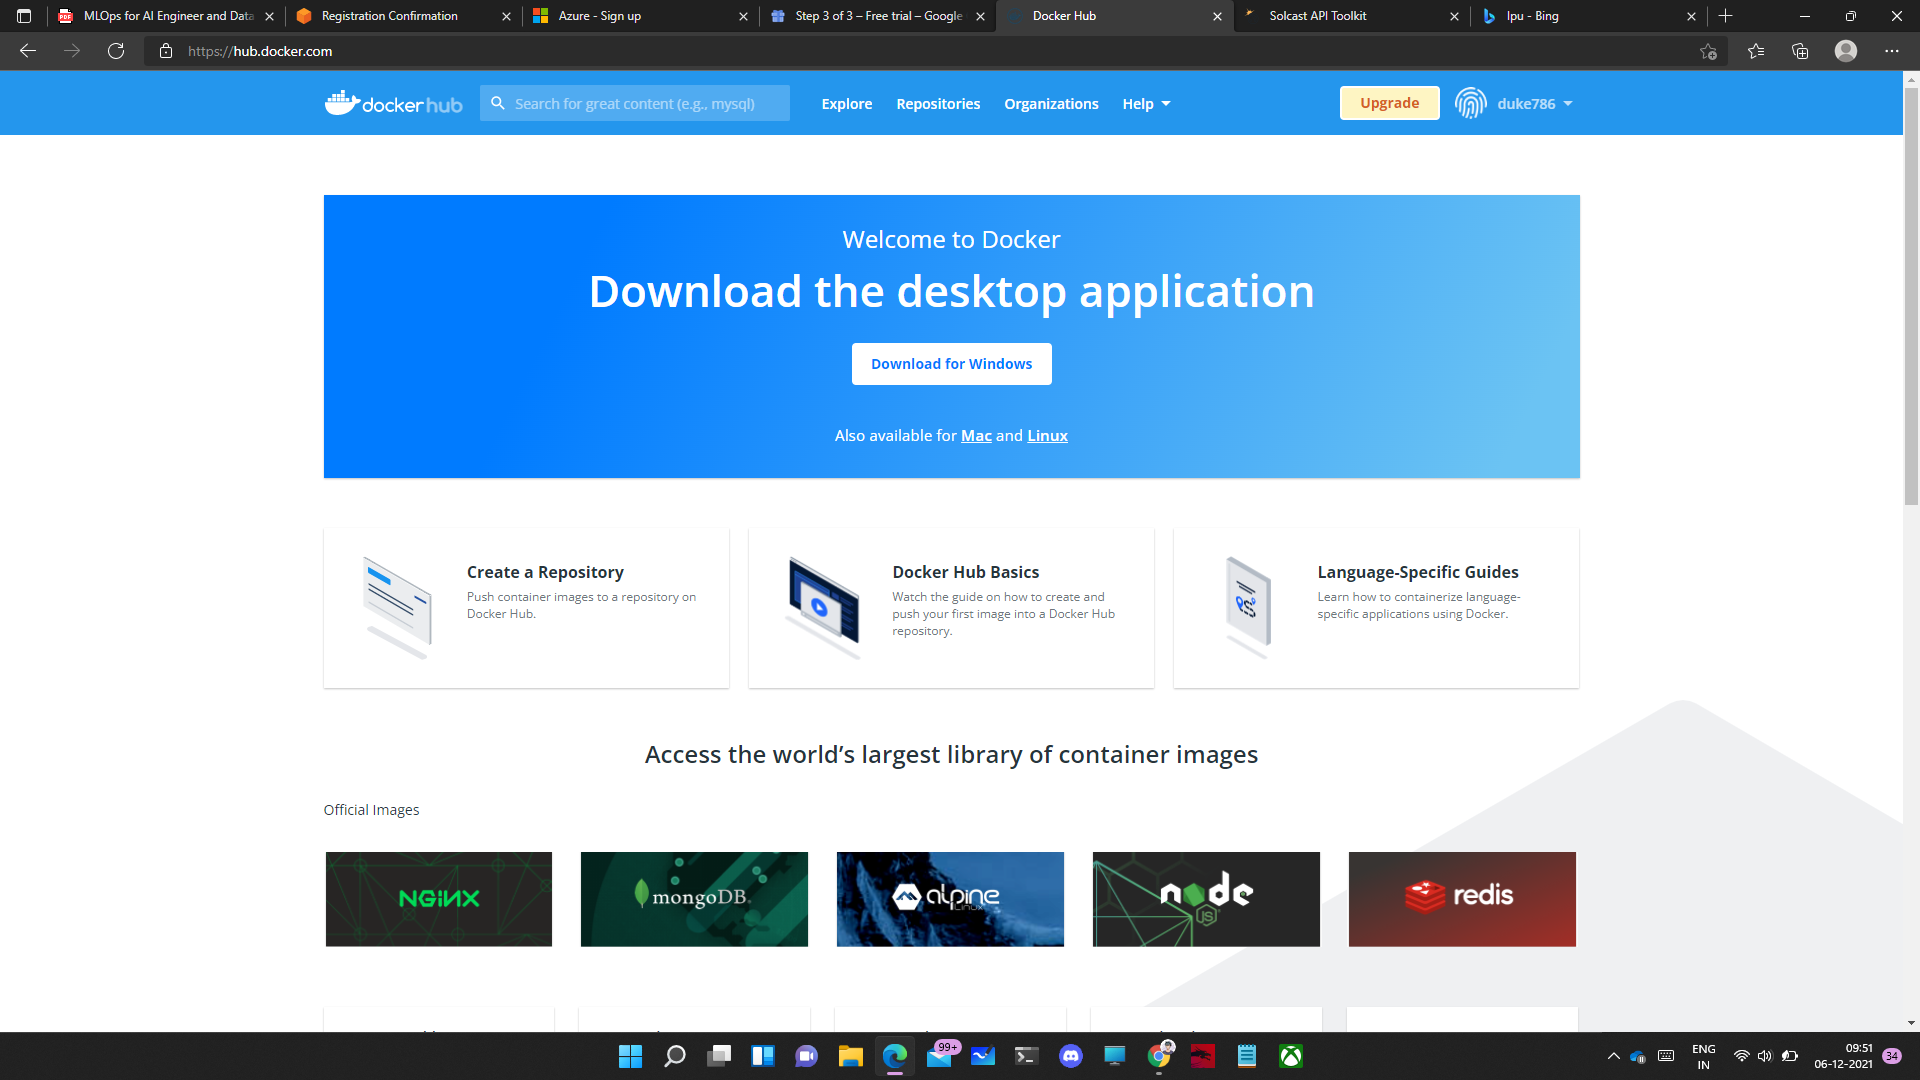 MLOps for AI Engineer and Data
Registration Confirmation
Azure - Sign up
Step 3 of 3 – Free trial – Google
Docker Hub
Solcast API Toolkit
lpu - Bing
https://hub.docker.com
docker hub
Search for great content (e.g., mysql)
Explore
Repositories
Organizations
Help
Upgrade
duke786
Welcome to Docker
Download the desktop application
Download for Windows
Also available for Mac and Linux
Create a Repository
Push container images to a repository on
Docker Hub.
Docker Hub Basics
Watch the guide on how to create and
push your first image into a Docker Hub
repository.
Language-Specific Guides
Learn how to containerize language-
specific applications using Docker.
Access the world’s largest library of container images
Official Images
NGINX
mongoDB.
alpine
Linux
node
JS
redis
99+
ENG
IN
09:51
06-12-2021
34